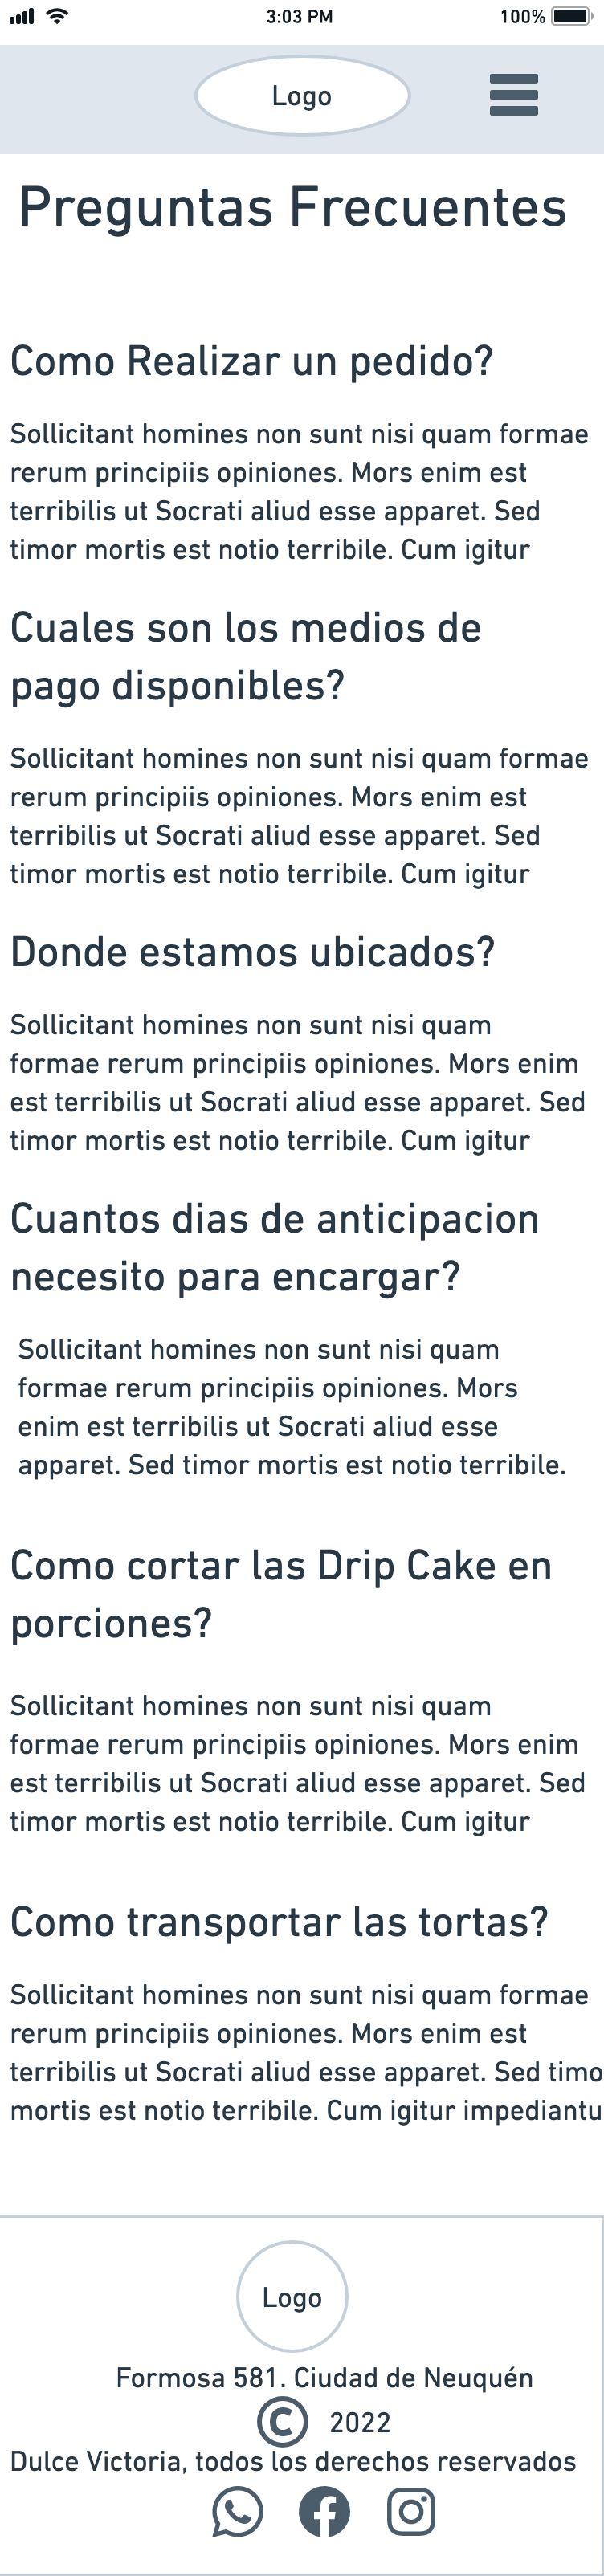 3:03 PM
100%
Logo
Preguntas Frecuentes
Como Realizar un pedido?
Sollicitant homines non sunt nisi quam formae
rerum principiis opiniones. Mors enim est
terribilis ut Socrati aliud esse apparet. Sed
timor mortis est notio terribile. Cum igitur
Cuales son los medios de
pago disponibles?
Sollicitant homines non sunt nisi quam formae
rerum principiis opiniones. Mors enim est
terribilis ut Socrati aliud esse apparet. Sed
timor mortis est notio terribile. Cum igitur
Donde estamos ubicados?
Sollicitant homines non sunt nisi quam
formae rerum principiis opiniones. Mors enim
est terribilis ut Socrati aliud esse apparet. Sed
timor mortis est notio terribile. Cum igitur
Cuantos dias de anticipacion
necesito para encargar?
Sollicitant homines non sunt nisi quam
formae rerum principiis opiniones. Mors
enim est terribilis ut Socrati aliud esse
apparet. Sed timor mortis est notio terribile.
Como cortar las Drip Cake en
porciones?
Sollicitant homines non sunt nisi quam
formae rerum principiis opiniones. Mors enim
est terribilis ut Socrati aliud esse apparet. Sed
timor mortis est notio terribile. Cum igitur
Como transportar las tortas?
Sollicitant homines non sunt nisi quam formae
rerum principiis opiniones. Mors enim est
terribilis ut Socrati aliud esse apparet. Sed timo
mortis est notio terribile. Cum igitur impediantu
Logo
Formosa 581. Ciudad de Neuquén
© 2022
Dulce Victoria, todos los derechos reservados